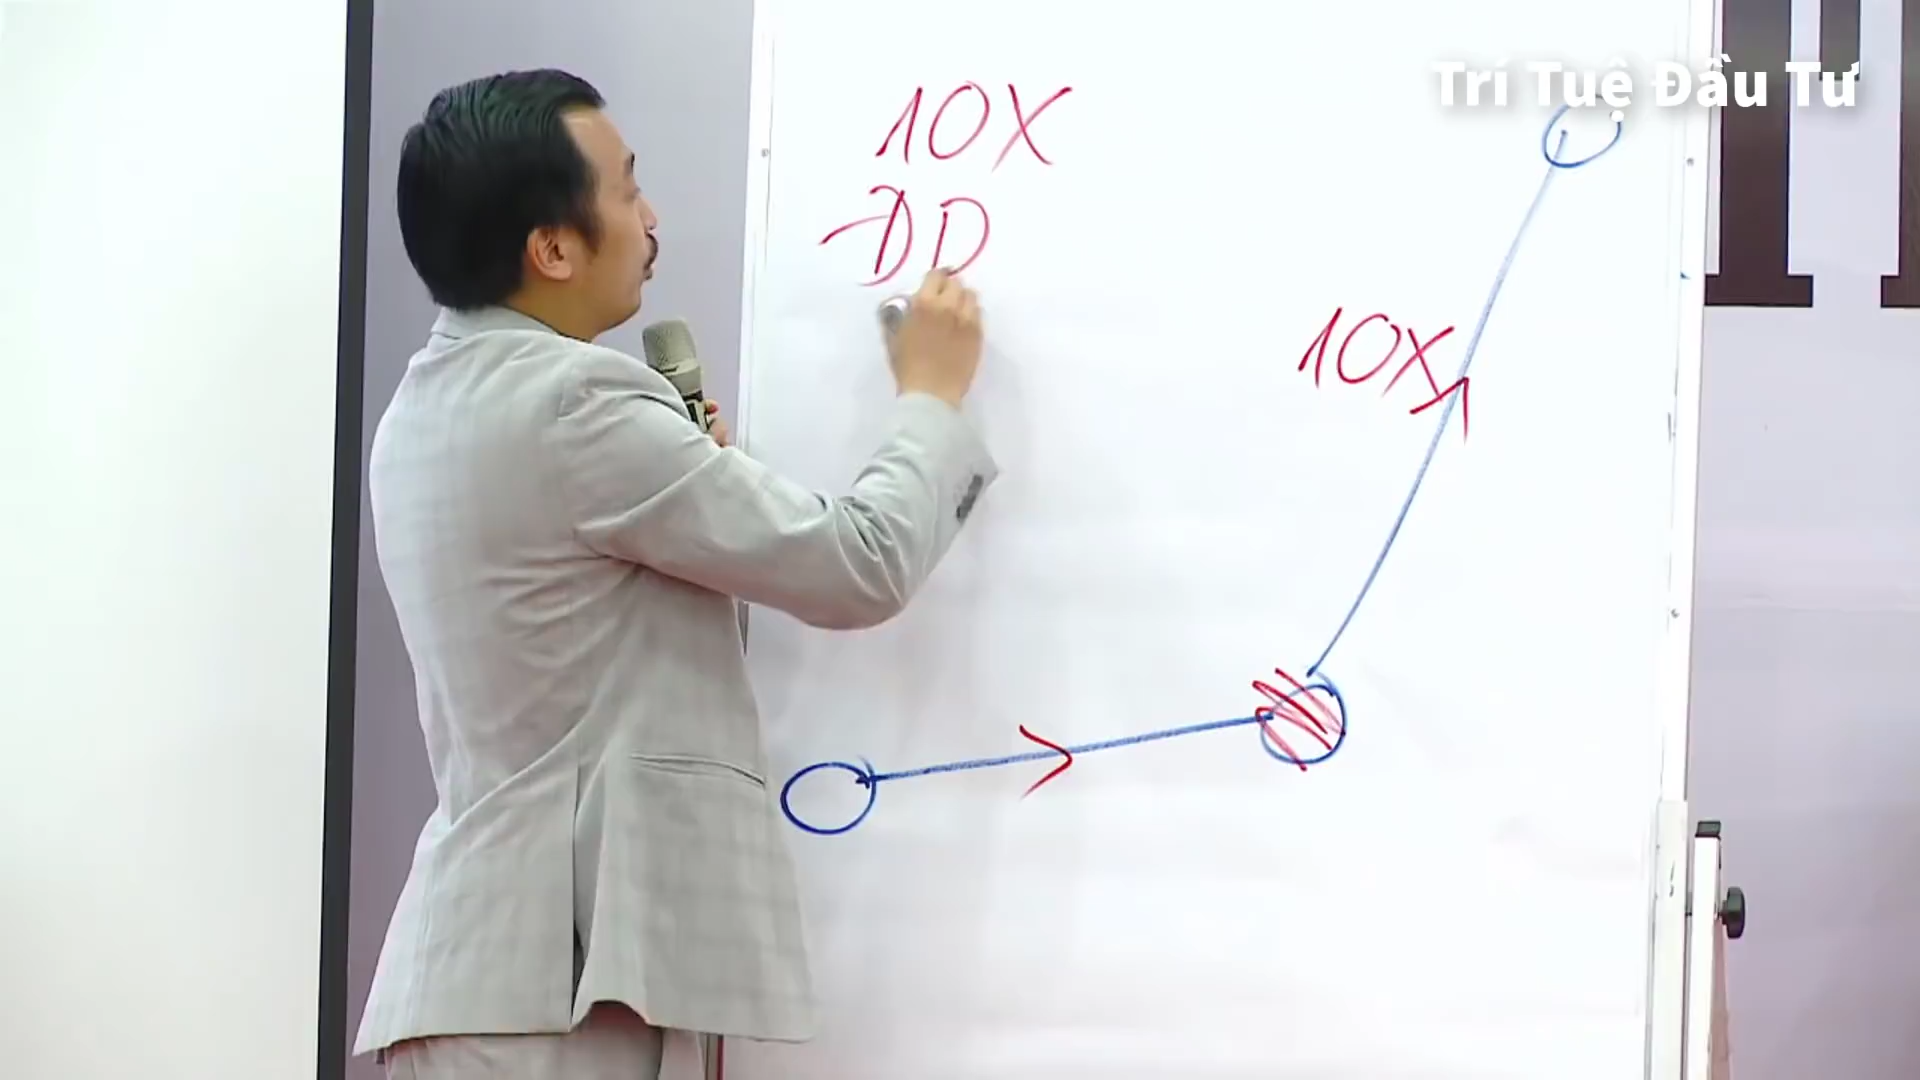 Trí Tuệ Đầu Tư
10X
ĐD
10X